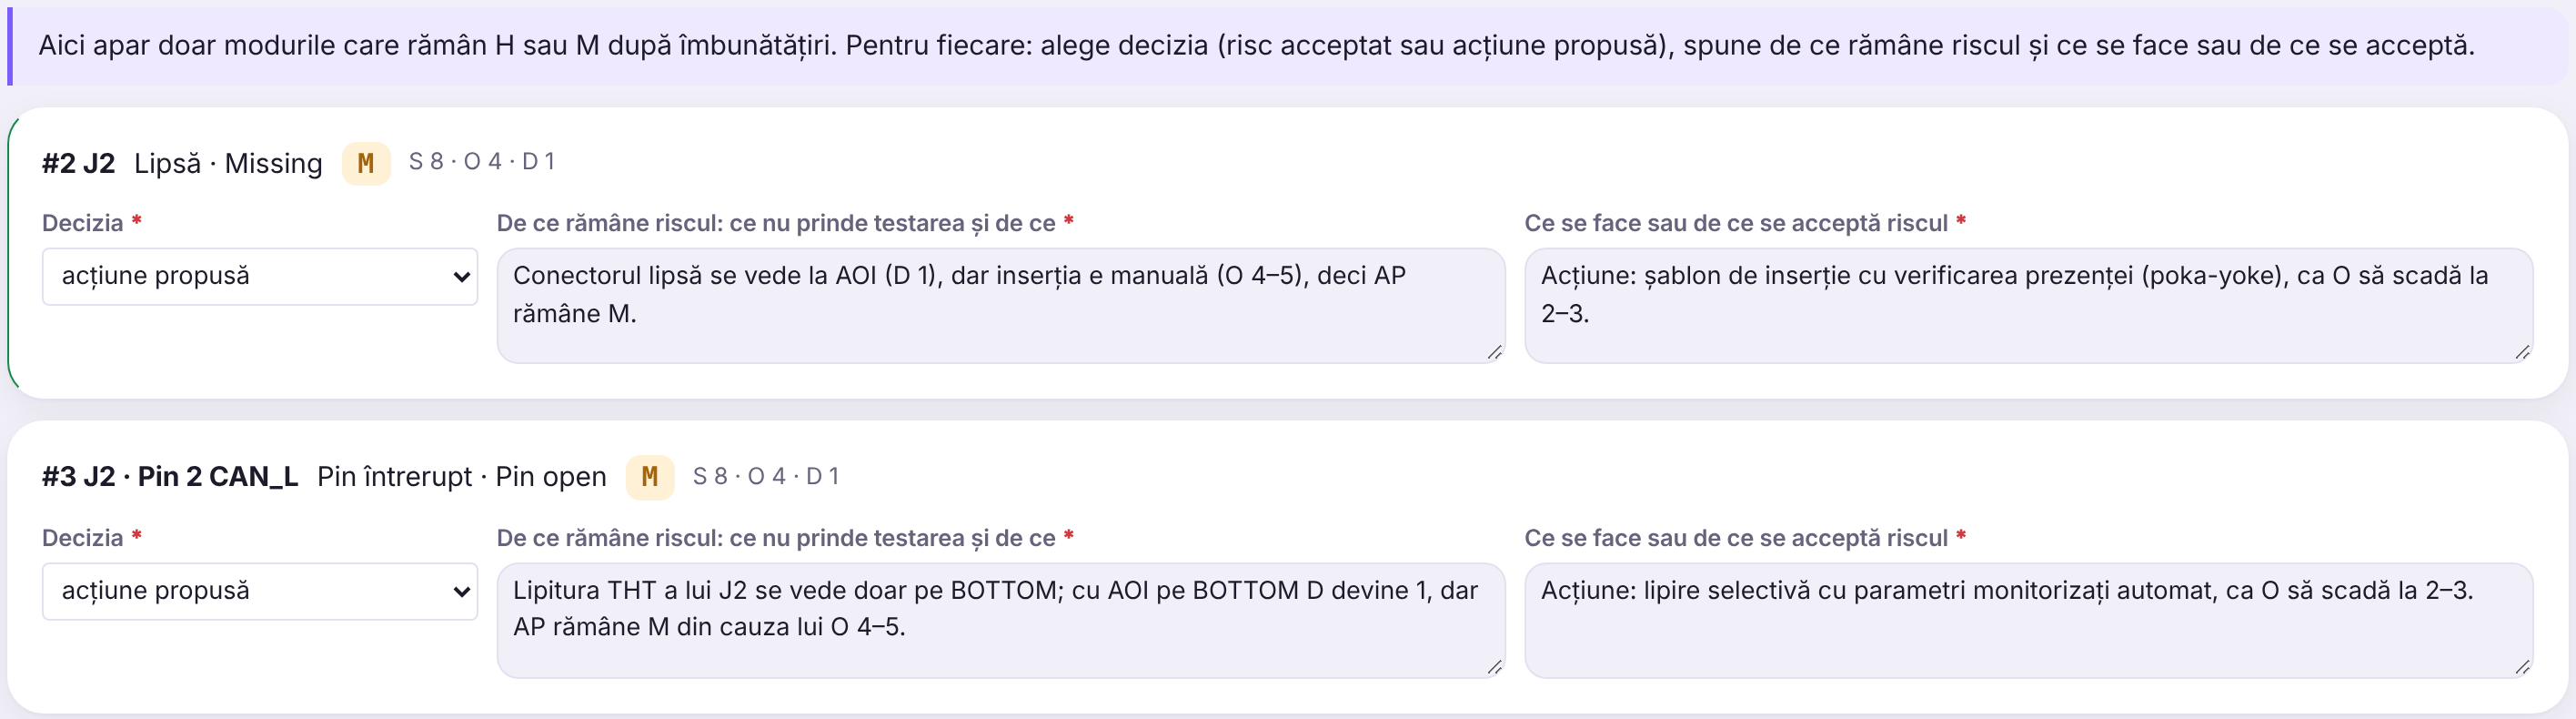 Aici apar doar modurile care rămân H sau M după îmbunătățiri. Pentru fiecare: alege decizia (risc acceptat sau acțiune propusă), spune de ce rămâne riscul și ce se face sau de ce se acceptă.
#2 J2 Lipsă · Missing M S 8 · O 4 · D 1
Decizia * De ce rămâne riscul: ce nu prinde testarea și de ce * Ce se face sau de ce se acceptă riscul *
acțiune propusă
Conectorul lipsă se vede la AOI (D 1), dar inserția e manuală (O 4–5), deci AP
rămâne M.
Acțiune: șablon de inserție cu verificarea prezenței (poka-yoke), ca O să scadă la
2–3.
#3 J2 · Pin 2 CAN_L Pin întrerupt · Pin open M S 8 · O 4 · D 1
Decizia * De ce rămâne riscul: ce nu prinde testarea și de ce * Ce se face sau de ce se acceptă riscul *
acțiune propusă
Lipitura THT a lui J2 se vede doar pe BOTTOM; cu AOI pe BOTTOM D devine 1, dar
AP rămâne M din cauza lui O 4–5.
Acțiune: lipire selectivă cu parametri monitorizați automat, ca O să scadă la 2–3.